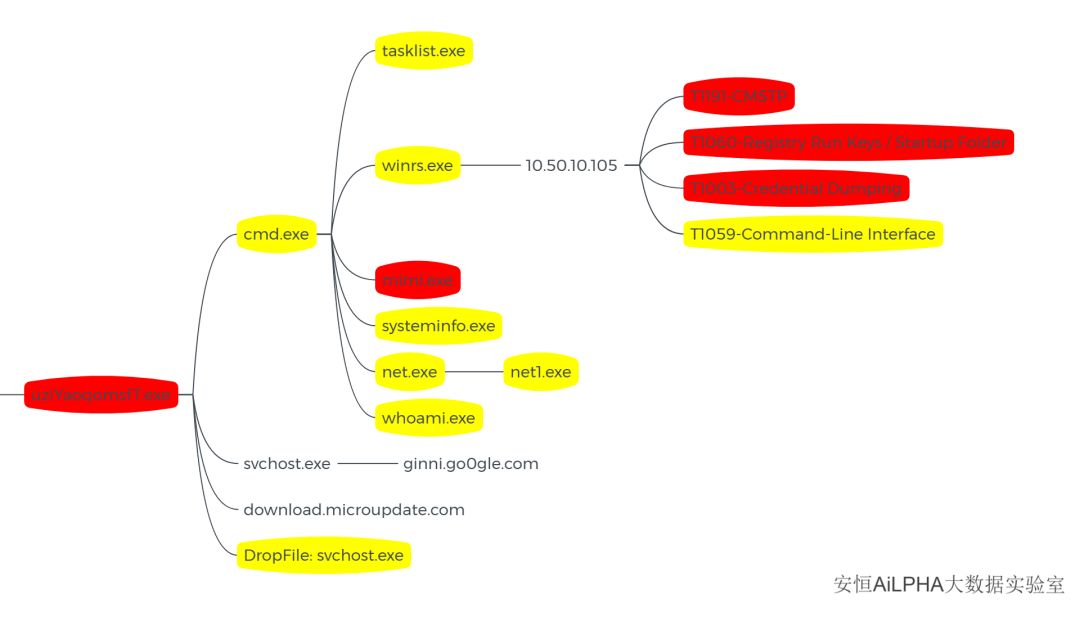 tasklist.exe
T1191-CMSTP
T1060-Registry Run Keys / Startup Folder
winrs.exe
10.50.10.105
T1003-Credential Dumping
cmd.exe
T1059-Command-Line Interface
mimi.exe
systeminfo.exe
net.exe
net1.exe
whoami.exe
svchost.exe
ginni.go0gle.com
download.microupdate.com
DropFile: svchost.exe
安恒AiLPHA大数据实验室